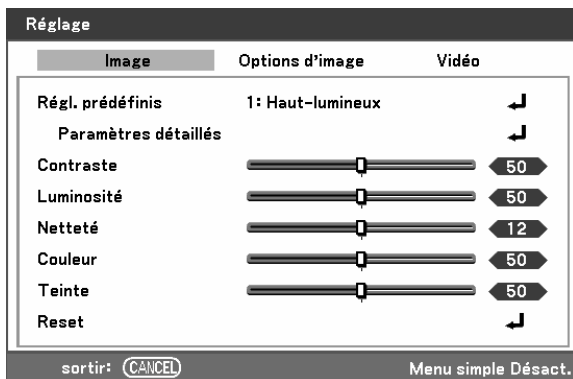 Réglage
Image Options d'image Vidéo
Régl. prédéfinis 1: Haut-lumineux
Paramètres détaillés
Contraste 50
Luminosité 50
Netteté 12
Couleur 50
Teinte 50
Reset
sortir: CANCEL Menu simple Désact.